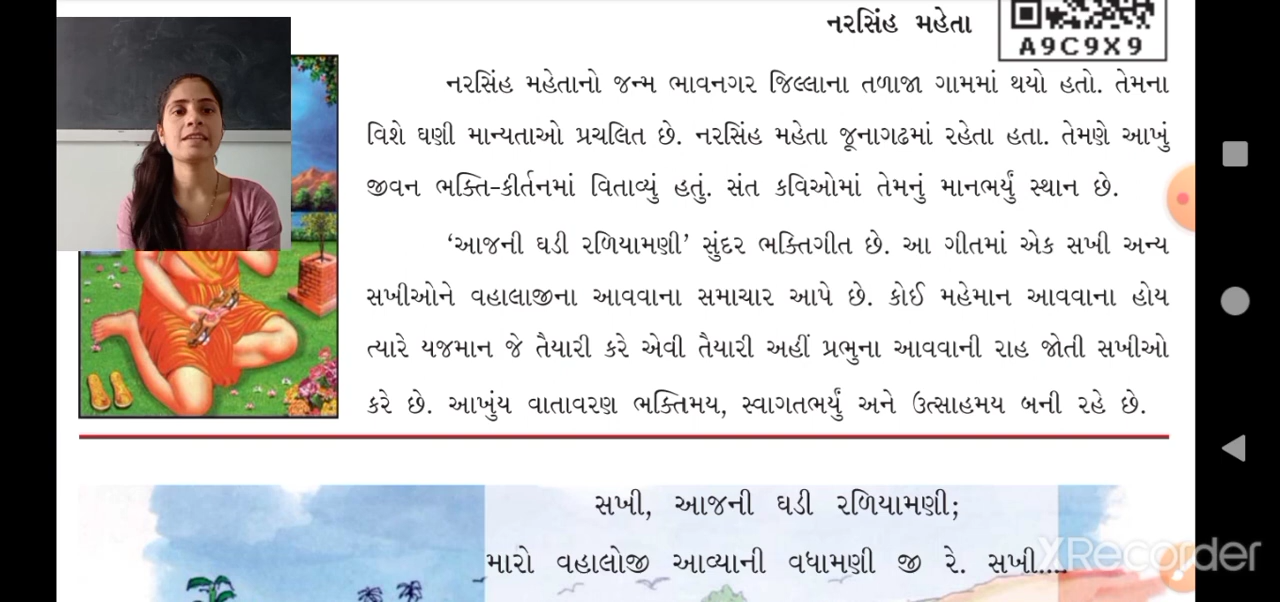 નરસિંહ મહેતા
A9C9X9
નરસિંહ મહેતાનો જન્મ ભાવનગર જિલ્લાના તળાજા ગામમાં થયો હતો. તેમના
વિશે ઘણી માન્યતાઓ પ્રચલિત છે. નરસિંહ મહેતા જૂનાગઢમાં રહેતા હતા. તેમણે આખું
જીવન ભક્તિ-કીર્તનમાં વિતાવ્યું હતું. સંત કવિઓમાં તેમનું માનભર્યું સ્થાન છે.
‘આજની ઘડી રળિયામણી’ સુંદર ભક્તિગીત છે. આ ગીતમાં એક સખી અન્ય
સખીઓને વહાલાજીના આવવાના સમાચાર આપે છે. કોઈ મહેમાન આવવાના હોય
ત્યારે યજમાન જે તૈયારી કરે એવી તૈયારી અહીં પ્રભુના આવવાની રાહ જોતી સખીઓ
કરે છે. આખુંય વાતાવરણ ભક્તિમય, સ્વાગતભર્યું અને ઉત્સાહમય બની રહે છે.
સખી, આજની ઘડી રળિયામણી;
મારો વહાલોજી આવ્યાની વધામણી જી રે. સખી....
XRecorder